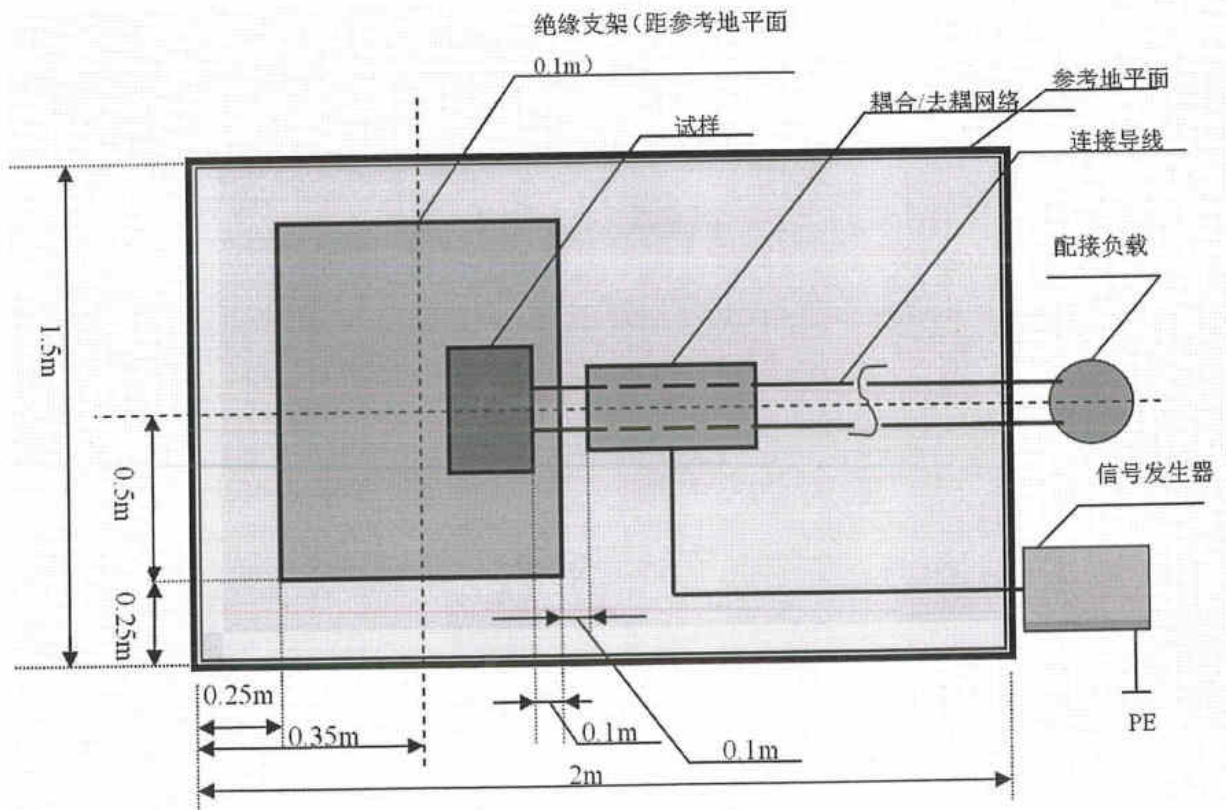 绝缘支架(距参考地平面
0.1m)
参考地平面
耦合/去耦网络
试样
连接导线
配接负载
1.5m
0.5m
信号发生器
0.25m
0.25m
0.35m
0.1m
0.1m
PE
2m